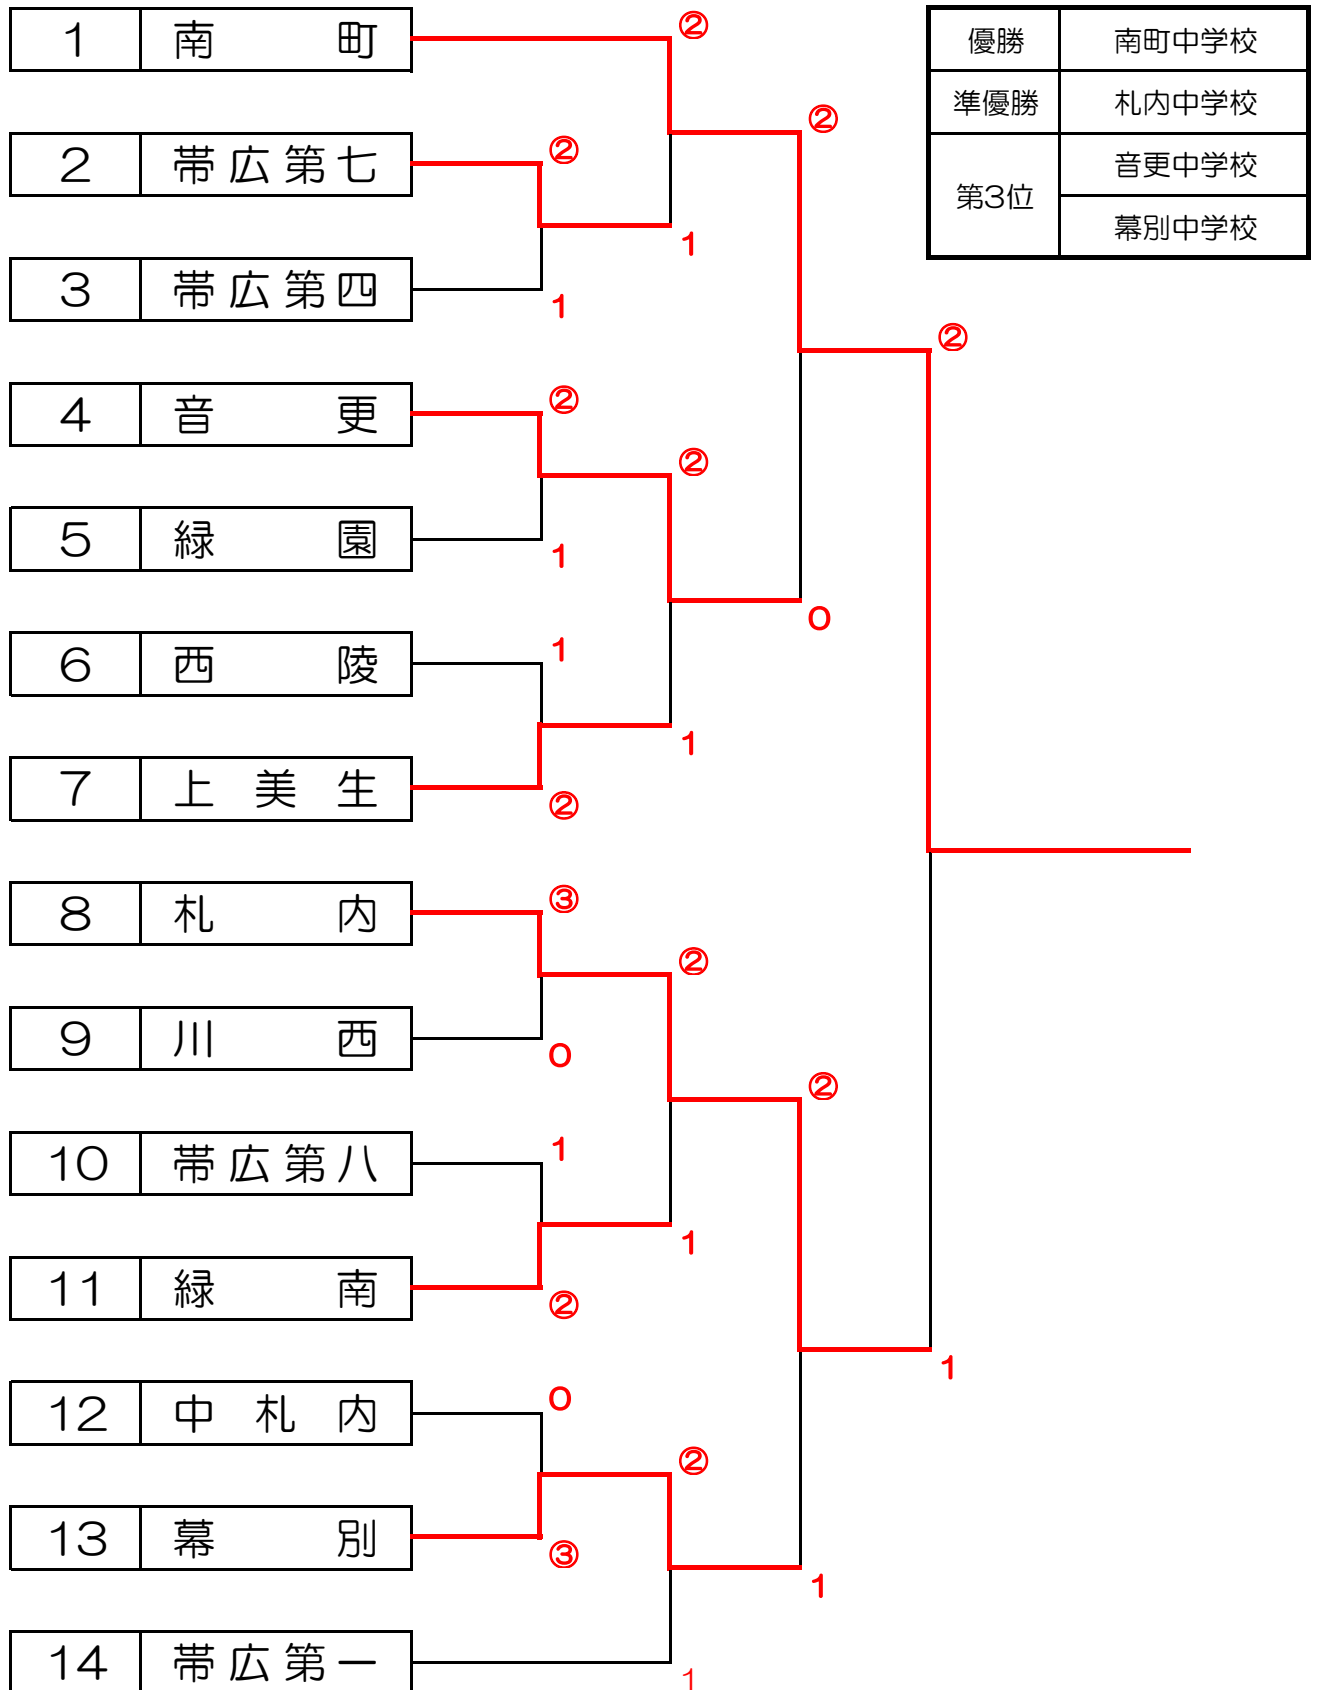 1 南町 ②
優勝 南町中学校
準優勝 札内中学校
第3位 音更中学校
幕別中学校
②
2 帯広第七 ②
1
3 帯広第四 1
②
4 音更 ②
②
5 緑園 1
0
6 西陵 1
1
7 上美生 ②
8 札内 ③
②
9 川西 0
②
10 帯広第八 1
1
11 緑南 ②
1
12 中札内 0
②
13 幕別 ③
1
14 帯広第一 1